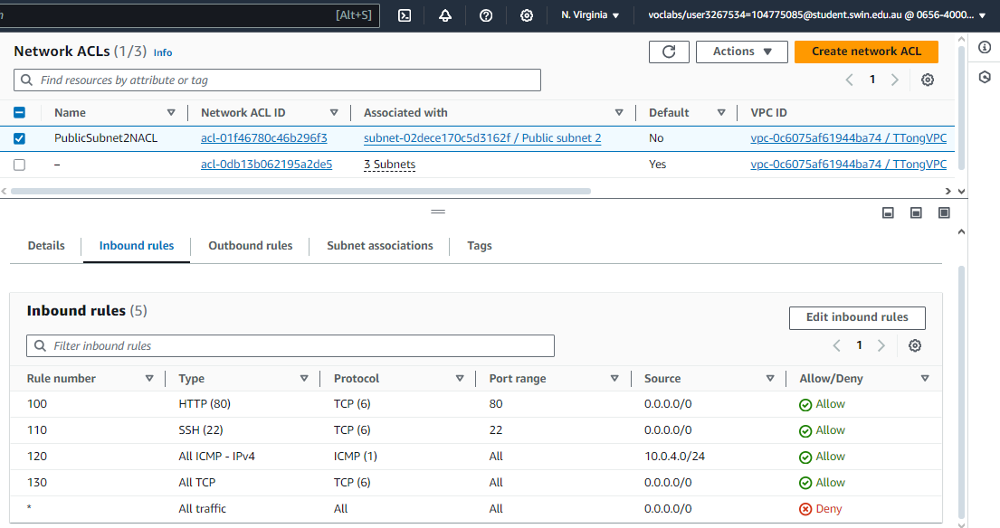 [Alt+S] N. Virginia voclabs/user3267534=104775085@student.swin.edu.au @ 0656-4000...
Network ACLs (1/3) Info
Actions Create network ACL
Find resources by attribute or tag
1
Name Network ACL ID Associated with Default VPC ID
PublicSubnet2NACL acl-01f46780c46b296f3 subnet-02dece170c5d3162f / Public subnet 2 No vpc-0c6075af61944ba74 / TTongVPC
– acl-0db13b062195a2de5 3 Subnets Yes vpc-0c6075af61944ba74 / TTongVPC
Details Inbound rules Outbound rules Subnet associations Tags
Inbound rules (5)
Edit inbound rules
Filter inbound rules
1
Rule number Type Protocol Port range Source Allow/Deny
100 HTTP (80) TCP (6) 80 0.0.0.0/0 Allow
110 SSH (22) TCP (6) 22 0.0.0.0/0 Allow
120 All ICMP - IPv4 ICMP (1) All 10.0.4.0/24 Allow
130 All TCP TCP (6) All 0.0.0.0/0 Allow
* All traffic All All 0.0.0.0/0 Deny